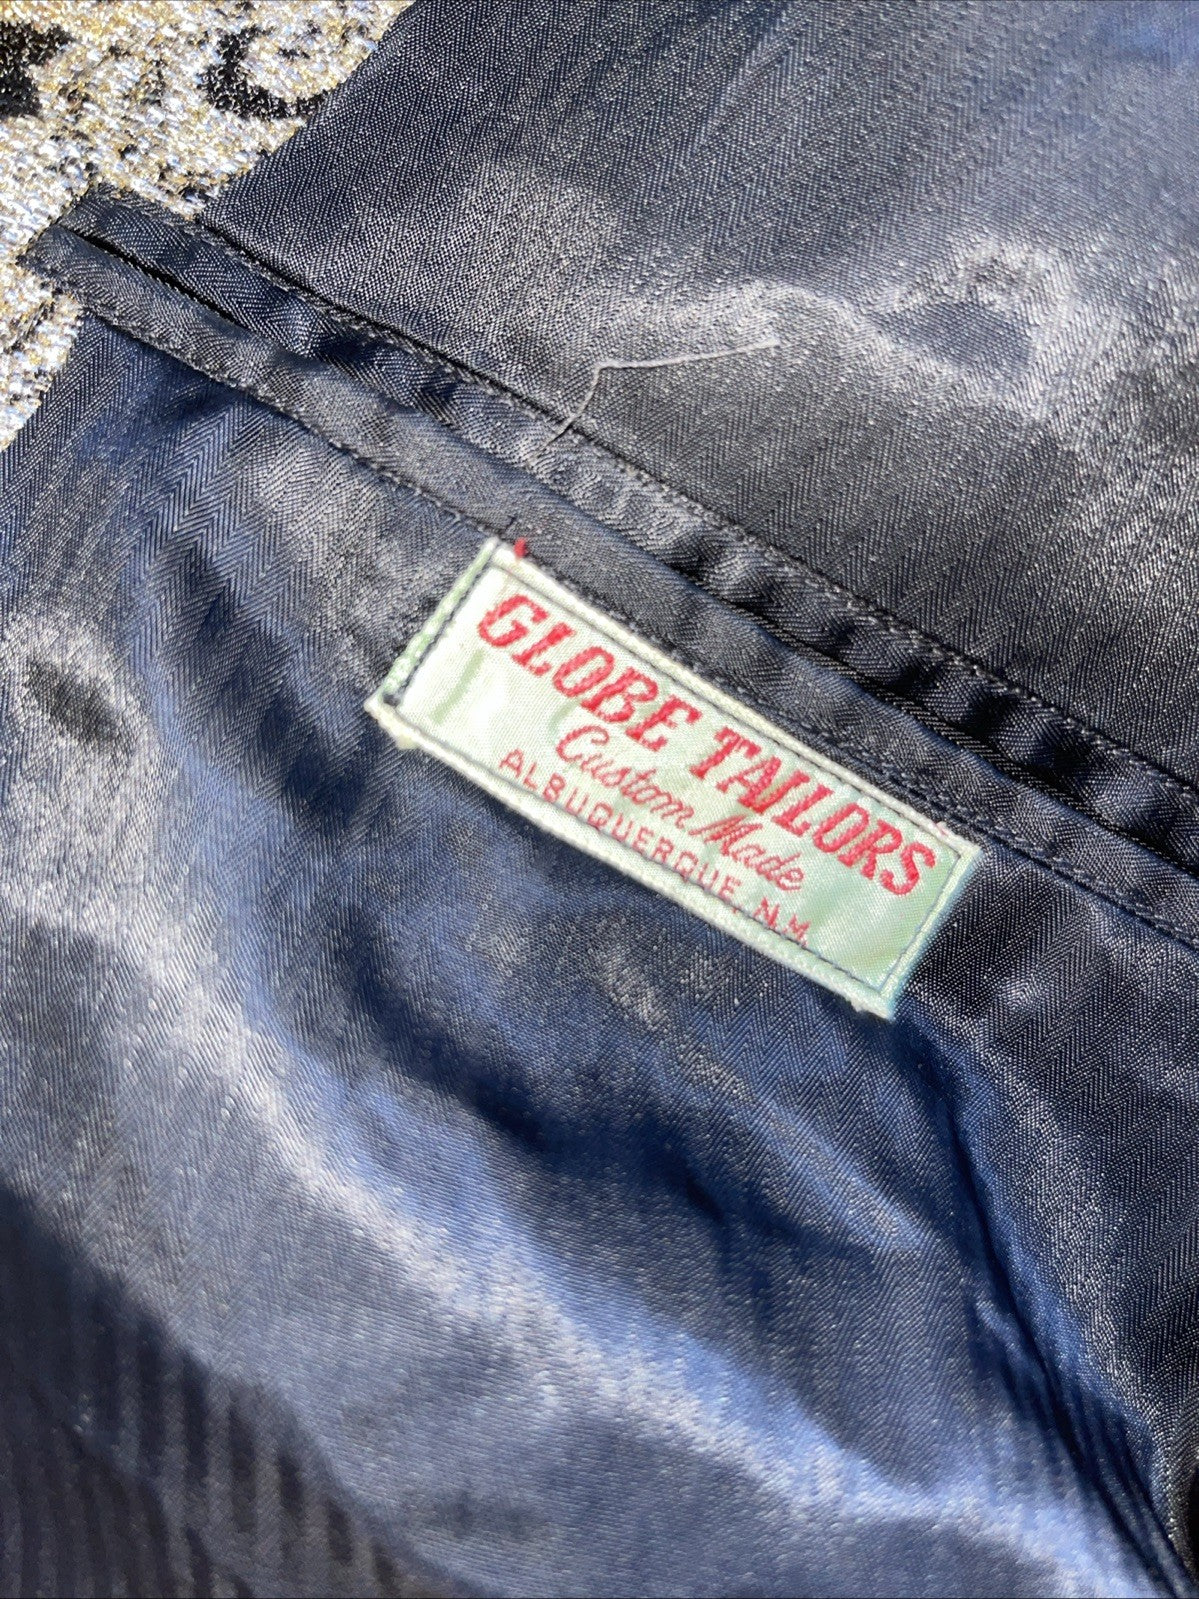 GLOBE TAILORS
Custom Made
ALBUQUERQUE, N.M.